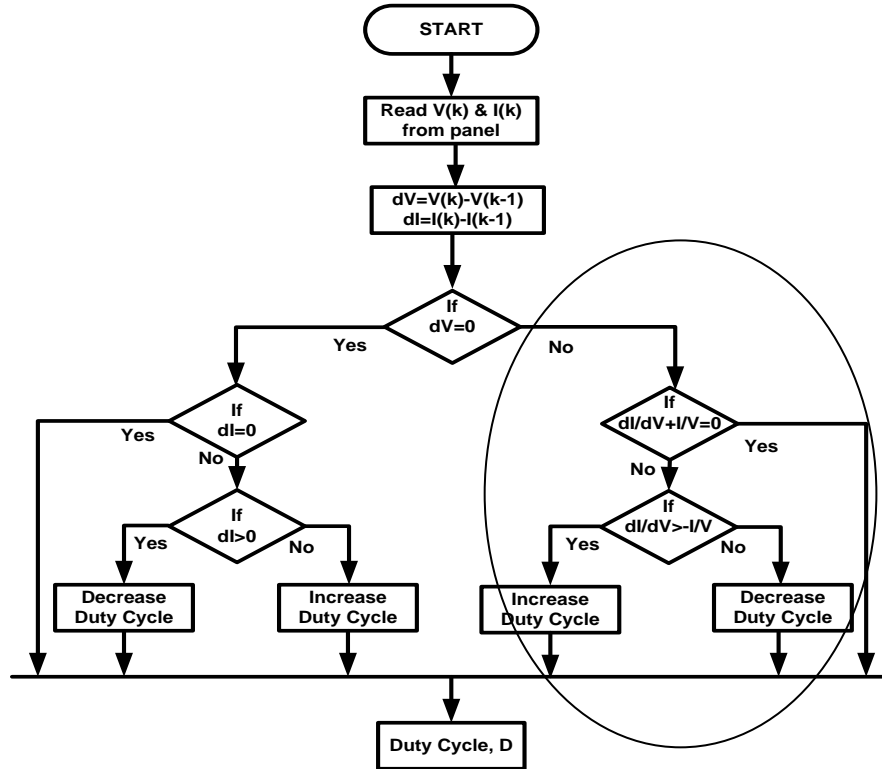 START
Read V(k) & I(k)
from panel
dV=V(k)-V(k-1)
dI=I(k)-I(k-1)
If
dV=0
Yes
No
If
dI=0
Yes
No
If
dI/dV+I/V=0
Yes
No
If
dI>0
Yes
No
If
dI/dV>-I/V
Yes
No
Decrease
Duty Cycle
Increase
Duty Cycle
Increase
Duty Cycle
Decrease
Duty Cycle
Duty Cycle, D